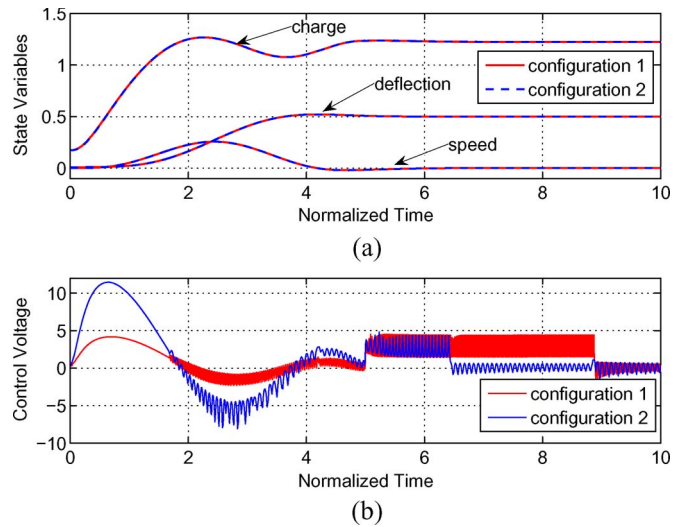 1.5
1
0.5
0
State Variables
charge
deflection
speed
configuration 1
configuration 2
0 2 4 6 8 10
Normalized Time
(a)
10
5
0
−5
−10
Control Voltage
configuration 1
configuration 2
0 2 4 6 8 10
Normalized Time
(b)